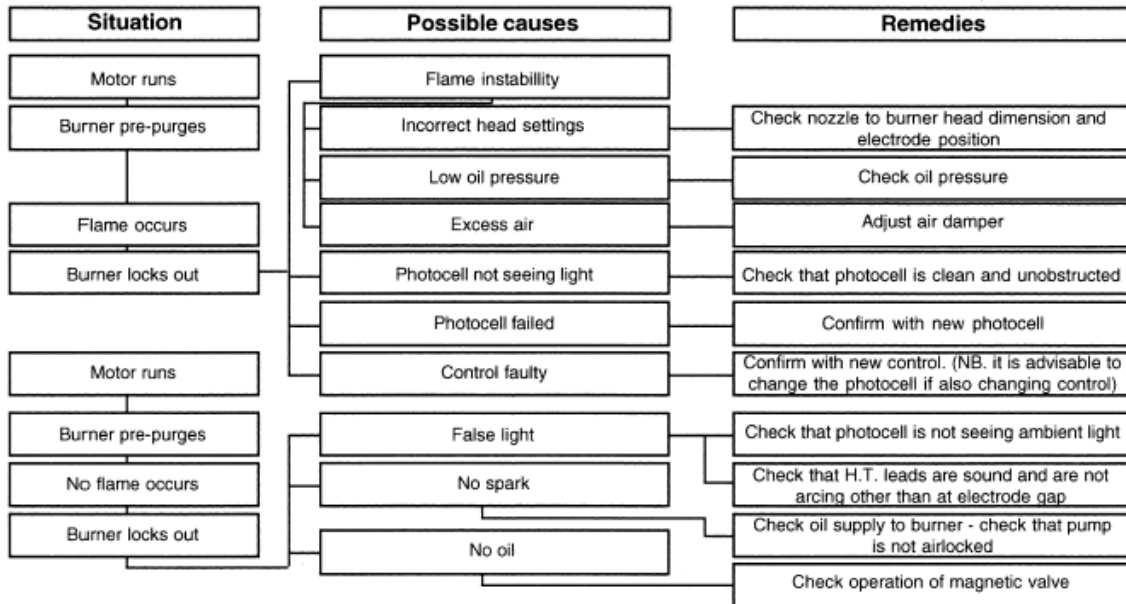 Situation
Possible causes
Remedies
Motor runs
Burner pre-purges
Flame occurs
Burner locks out
Flame instabillity
Incorrect head settings
Low oil pressure
Excess air
Photocell not seeing light
Photocell failed
Control faulty
Check nozzle to burner head dimension and
electrode position
Check oil pressure
Adjust air damper
Check that photocell is clean and unobstructed
Confirm with new photocell
Confirm with new control. (NB. it is advisable to
change the photocell if also changing control)
Motor runs
Burner pre-purges
No flame occurs
Burner locks out
False light
No spark
No oil
Check that photocell is not seeing ambient light
Check that H.T. leads are sound and are not
arcing other than at electrode gap
Check oil supply to burner - check that pump
is not airlocked
Check operation of magnetic valve